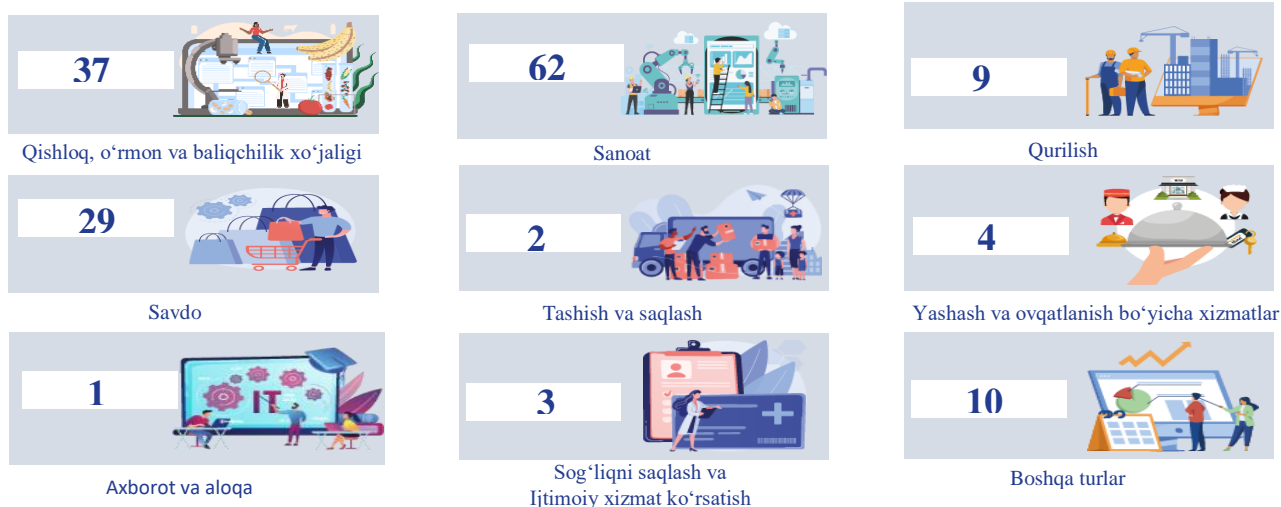 37
62
9
Qishloq, o‘rmon va baliqchilik xo‘jaligi
Sanoat
Qurilish
29
2
4
Savdo
Tashish va saqlash
Yashash va ovqatlanish bo‘yicha xizmatlar
1
IT
3
10
Axborot va aloqa
Sog‘liqni saqlash va
Ijtimoiy xizmat ko‘rsatish
Boshqa turlar